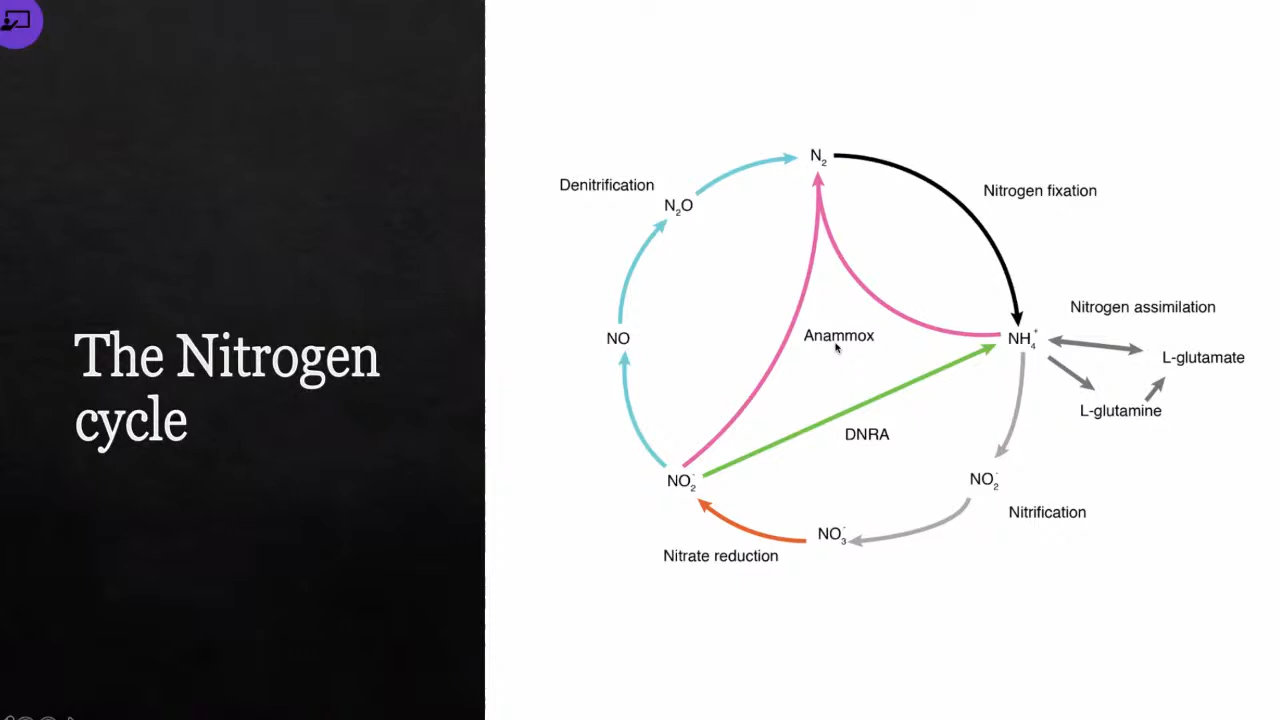 The Nitrogen
cycle
N₂
Denitrification
Nitrogen fixation
N₂O
Nitrogen assimilation
NO
Anammox
NH₄⁺
L-glutamate
L-glutamine
DNRA
NO₂⁻
NO₂⁻
Nitrification
NO₃⁻
Nitrate reduction